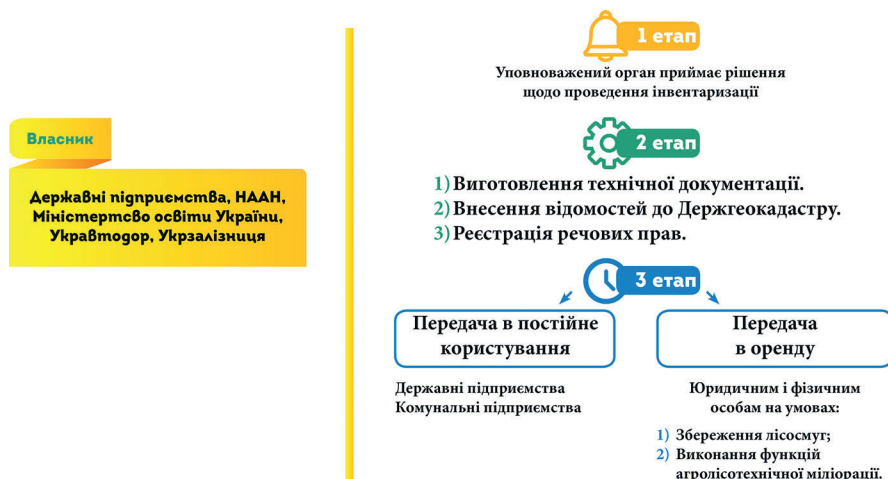 Власник
Державні підприємства, НААН,
Міністертсво освіти України,
Укравтодор, Укрзалізниця
1 етап
Уповноважений орган приймає рішення
щодо проведення інвентаризації
2 етап
1) Виготовлення технічної документації.
2) Внесення відомостей до Держгеокадастру.
3) Реєстрація речових прав.
3 етап
Передача в постійне
користування
Державні підприємства
Комунальні підприємства
Передача
в оренду
Юридичним і фізичним
особам на умовах:
1) Збереження лісосмуг;
2) Виконання функцій
агролісотехнічної міліорації.